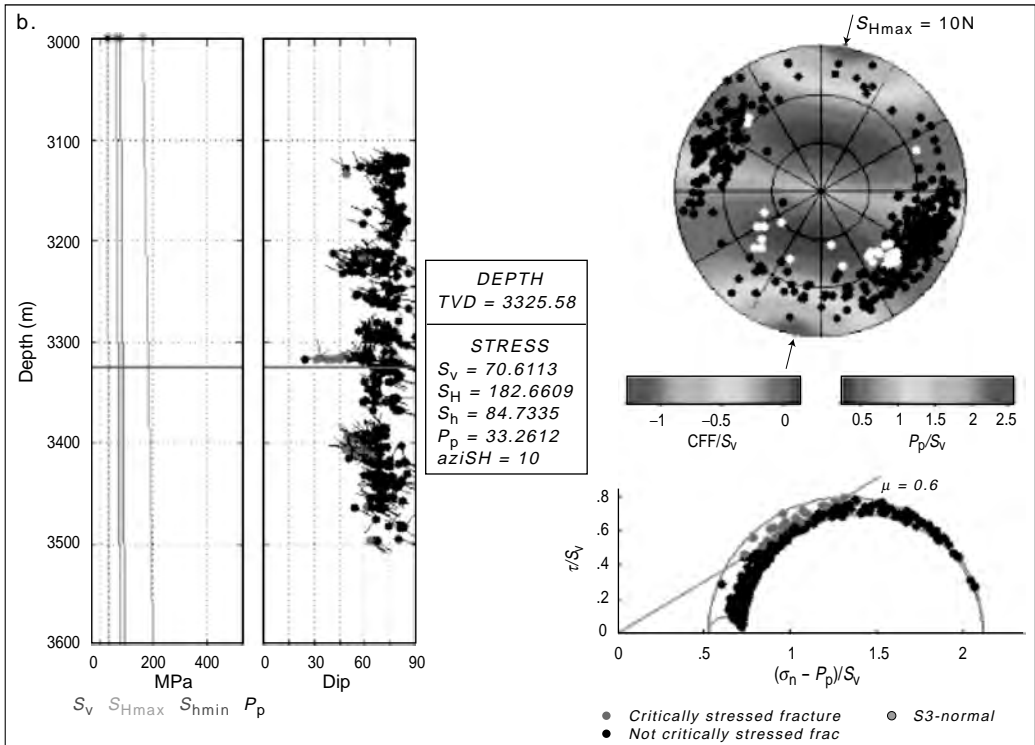 b.
3000
3100
3200
3300
3400
3500
3600
Depth (m)
0 200 400
MPa
0 30 60 90
Dip
Sv SHmax Shmin Pp
DEPTH
TVD = 3325.58
STRESS
Sv = 70.6113
SH = 182.6609
Sh = 84.7335
Pp = 33.2612
aziSH = 10
SHmax = 10N
−1 −0.5 0
CFF/Sv
0.5 1 1.5 2 2.5
Pp/Sv
μ = 0.6
.8
.6
.4
.2
0
τ/Sv
0 .5 1 1.5 2
(σn − Pp)/Sv
Critically stressed fracture
Not critically stressed frac
S3-normal